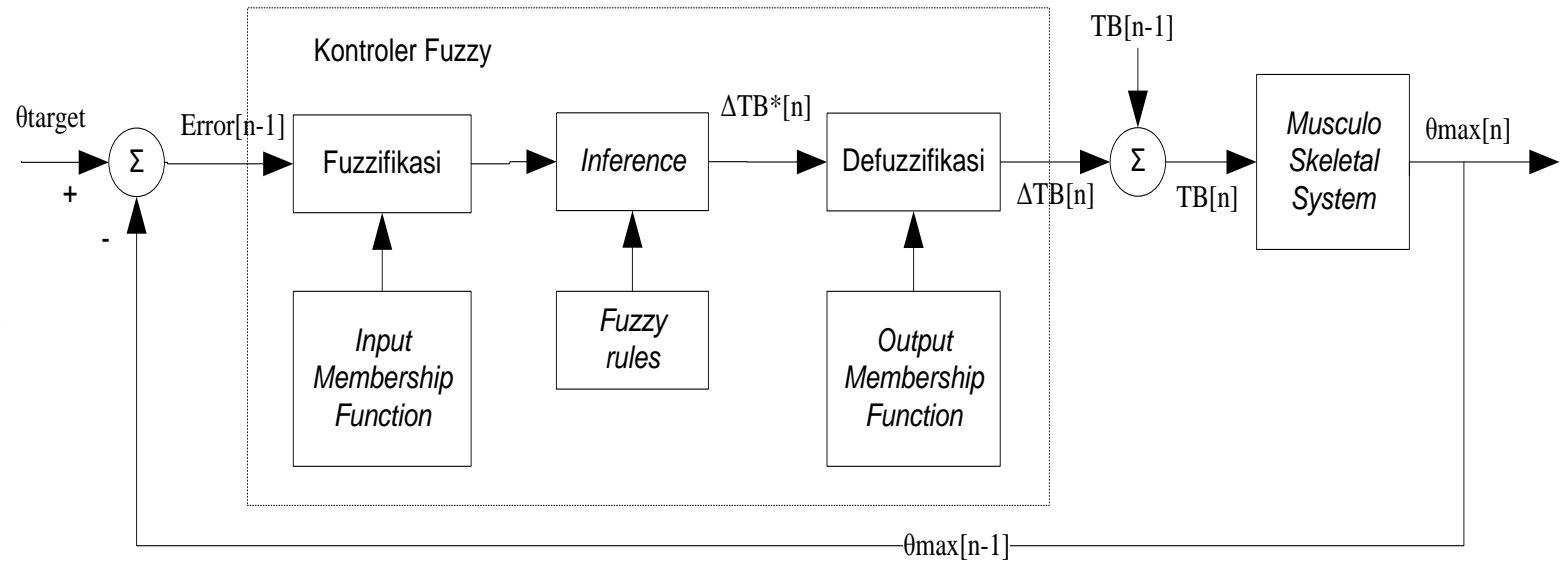 Kontroler Fuzzy
TB[n-1]
θtarget
+
-
Σ
Error[n-1]
Fuzzifikasi
Inference
ΔTB*[n]
Defuzzifikasi
ΔTB[n]
Σ
TB[n]
Musculo
Skeletal
System
θmax[n]
Input
Membership
Function
Fuzzy
rules
Output
Membership
Function
θmax[n-1]